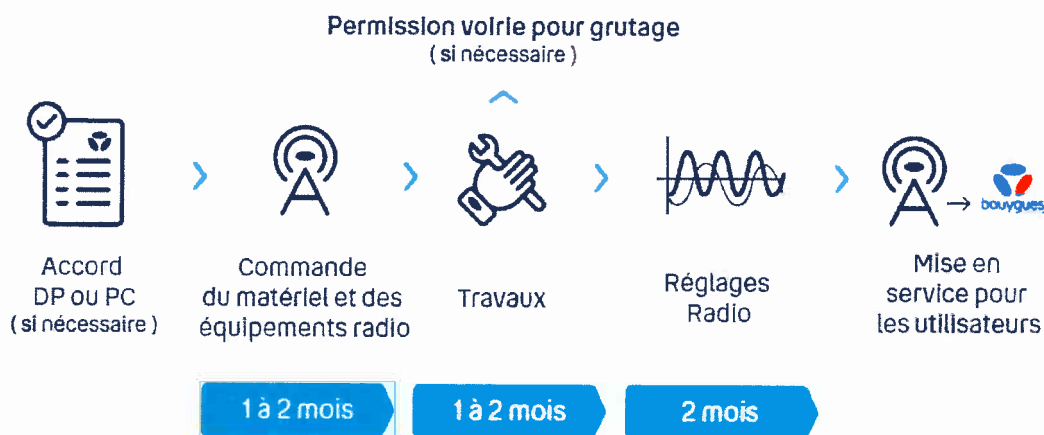 Permission voirie pour grutage
( si nécessaire )
Accord
DP ou PC
( si nécessaire )
Commande
du matériel et des
équipements radio
Travaux
Réglages
Radio
bouygues
Mise en
service pour
les utilisateurs
1 à 2 mois
1 à 2 mois
2 mois